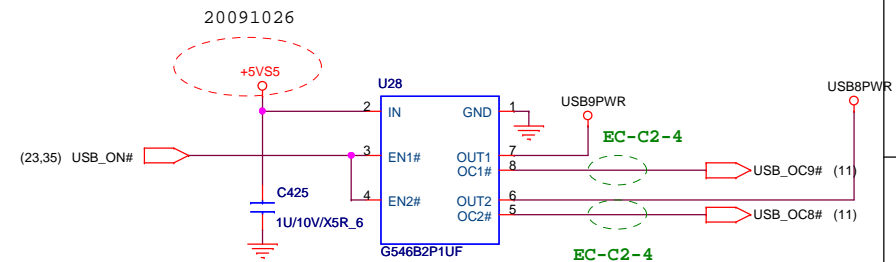 20091026
+5VS5
U28
USB9PWR
USB8PWR
2 IN GND 1
EC-C2-4
(23,35) USB_ON# 3 EN1# OUT1 7
OC1# 8 USB_OC9# (11)
4 EN2# OUT2 6
OC2# 5 USB_OC8# (11)
C425
1U/10V/X5R_6
G546B2P1UF
EC-C2-4